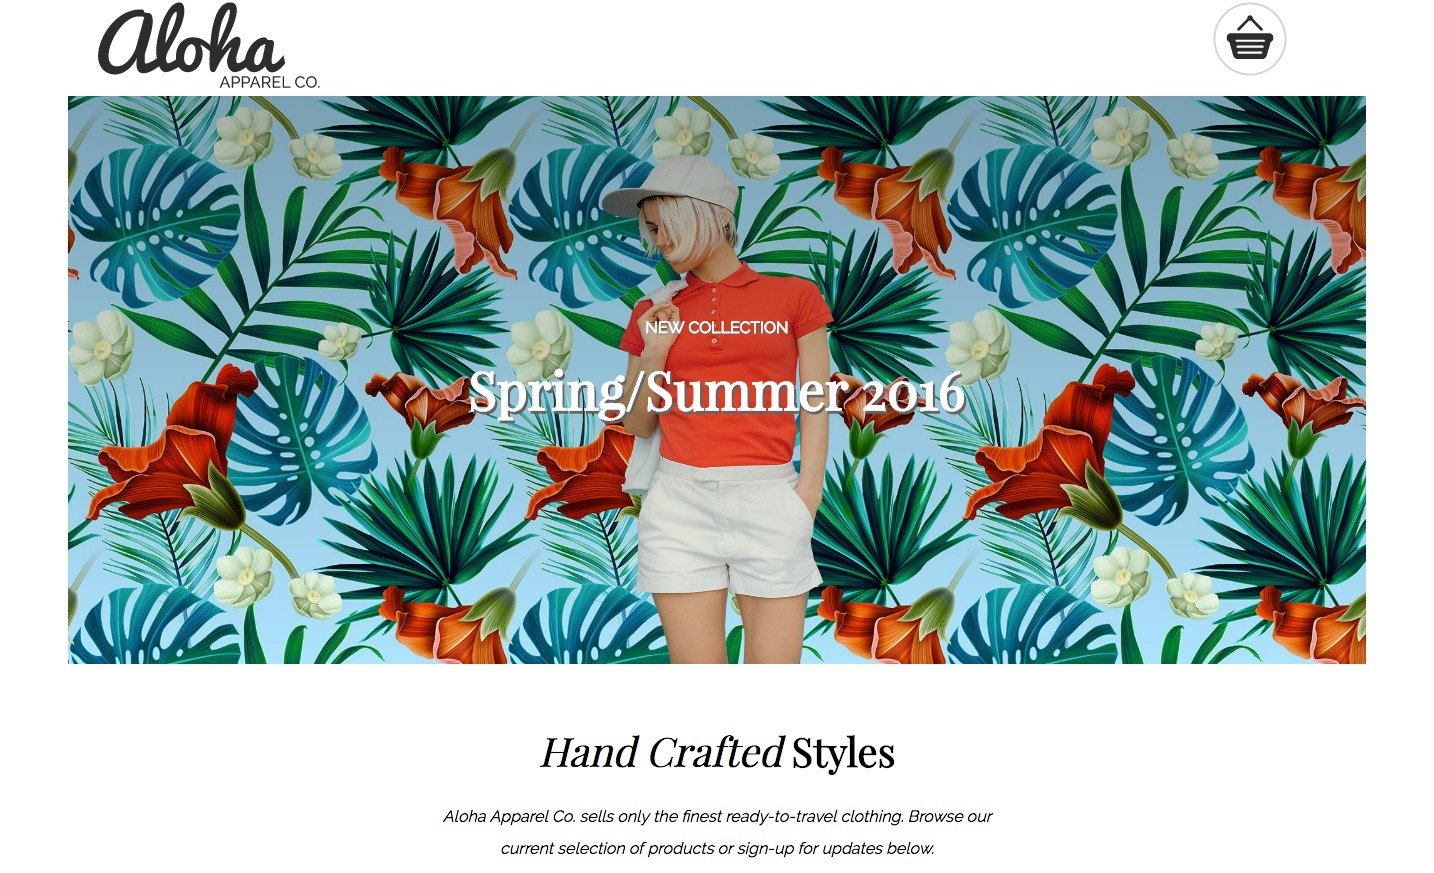 Aloha
APPAREL CO.
NEW COLLECTION
Spring/Summer 2016
Hand Crafted Styles
Aloha Apparel Co. sells only the finest ready-to-travel clothing. Browse our
current selection of products or sign-up for updates below.